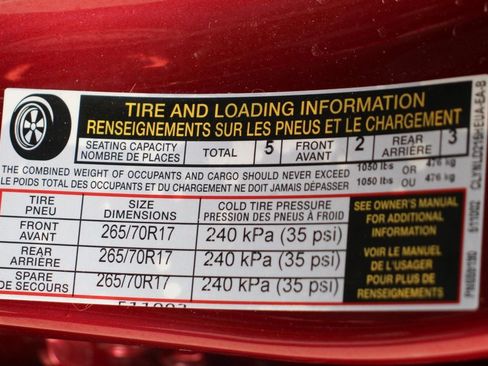 TIRE AND LOADING INFORMATION
RENSEIGNEMENTS SUR LES PNEUS ET LE CHARGEMENT
SEATING CAPACITY
NOMBRE DE PLACES
TOTAL 5
FRONT
AVANT
2
REAR
ARRIÈRE
3
THE COMBINED WEIGHT OF OCCUPANTS AND CARGO SHOULD NEVER EXCEED 1050 lbs or 476 kg
LE POIDS TOTAL DES OCCUPANTS ET DU CHARGEMENT NE DOIT JAMAIS DÉPASSER 1050 lbs ou 476 kg
TIRE
PNEU
SIZE
DIMENSIONS
COLD TIRE PRESSURE
PRESSION DES PNEUS À FROID
FRONT
AVANT
265/70R17
240 kPa (35 psi)
REAR
ARRIÈRE
265/70R17
240 kPa (35 psi)
SPARE
DE SECOURS
265/70R17
240 kPa (35 psi)
SEE OWNER'S MANUAL
FOR ADDITIONAL
INFORMATION
VOIR LE MANUEL
DE L'USAGER
POUR PLUS DE
RENSEIGNEMENTS
511002